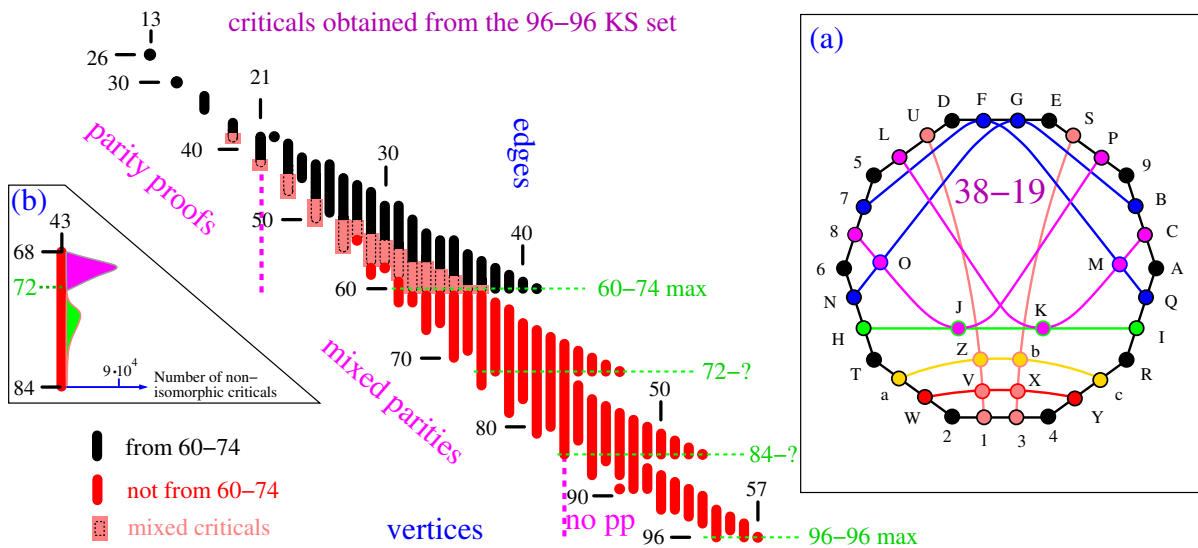 criticals obtained from the 96–96 KS set
13
26
30
21
40
30
50
40
60
70
80
50
90
57
96
parity proofs
edges
mixed parities
vertices
no pp
60–74 max
72–?
84–?
96–96 max
(b)
43
68
72
84
9·10⁴
Number of non–
isomorphic criticals
from 60–74
not from 60–74
mixed criticals
(a)
38–19
D F G E
U S
L P
5 9
7 B
8 C
O M
6 A
N Q
J K
H I
Z b
T R
a c
V X
W Y
2 1 3 4